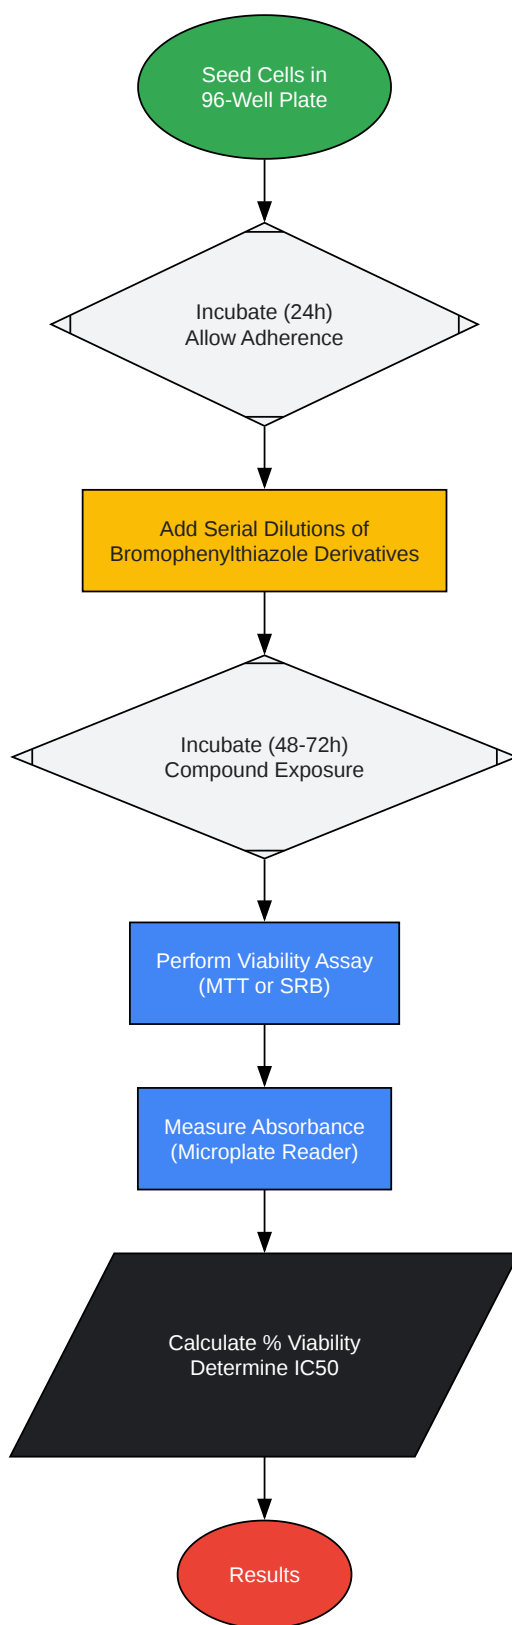 Seed Cells in
96-Well Plate
Incubate (24h)
Allow Adherence
Add Serial Dilutions of
Bromophenylthiazole Derivatives
Incubate (48-72h)
Compound Exposure
Perform Viability Assay
(MTT or SRB)
Measure Absorbance
(Microplate Reader)
Calculate % Viability
Determine IC50
Results